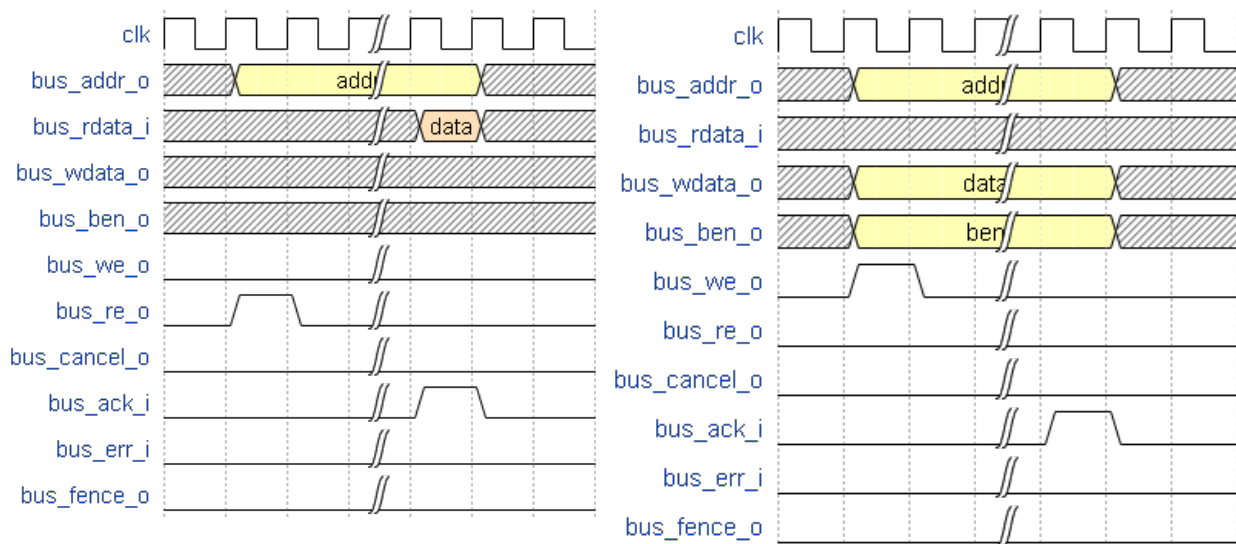 clk
bus_addr_o
addr
bus_rdata_i
data
bus_wdata_o
bus_ben_o
bus_we_o
bus_re_o
bus_cancel_o
bus_ack_i
bus_err_i
bus_fence_o
clk
bus_addr_o
addr
bus_rdata_i
bus_wdata_o
data
bus_ben_o
ben
bus_we_o
bus_re_o
bus_cancel_o
bus_ack_i
bus_err_i
bus_fence_o